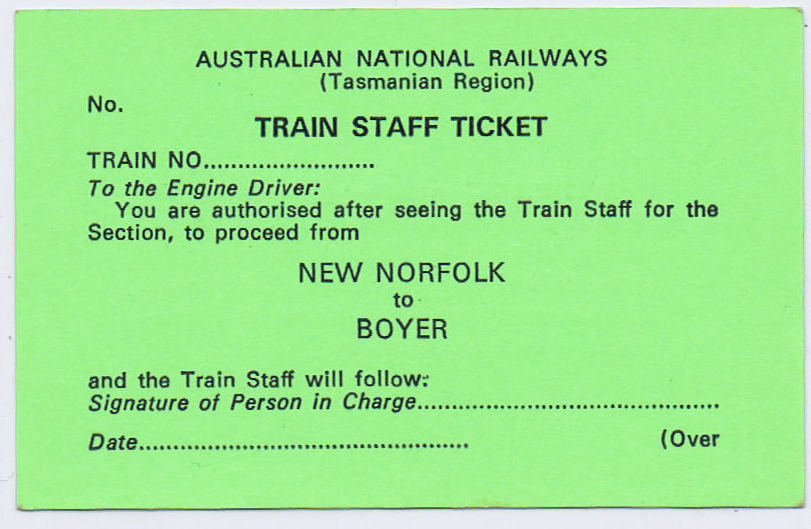 AUSTRALIAN NATIONAL RAILWAYS
(Tasmanian Region)
No.
TRAIN STAFF TICKET
TRAIN NO.........................
To the Engine Driver:
You are authorised after seeing the Train Staff for the
Section, to proceed from
NEW NORFOLK
to
BOYER
and the Train Staff will follow:
Signature of Person in Charge............................................
Date................................................ (Over